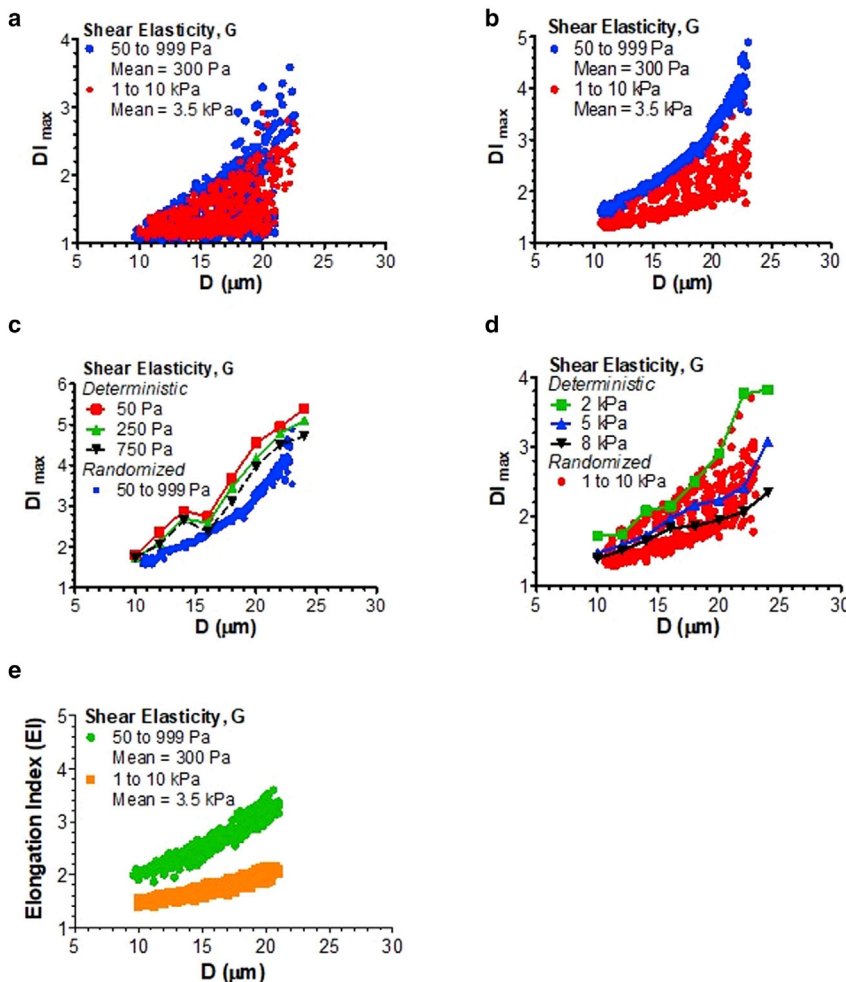 a
Shear Elasticity, G
50 to 999 Pa
Mean = 300 Pa
1 to 10 kPa
Mean = 3.5 kPa
DI max
4
3
2
1
5 10 15 20 25 30
D (µm)
b
Shear Elasticity, G
50 to 999 Pa
Mean = 300 Pa
1 to 10 kPa
Mean = 3.5 kPa
DI max
5
4
3
2
1
5 10 15 20 25 30
D (µm)
c
Shear Elasticity, G
Deterministic
50 Pa
250 Pa
750 Pa
Randomized
50 to 999 Pa
DI max
6
5
4
3
2
1
5 10 15 20 25 30
D (µm)
d
Shear Elasticity, G
Deterministic
2 kPa
5 kPa
8 kPa
Randomized
1 to 10 kPa
DI max
4
3
2
1
5 10 15 20 25 30
D (µm)
e
Shear Elasticity, G
50 to 999 Pa
Mean = 300 Pa
1 to 10 kPa
Mean = 3.5 kPa
Elongation Index (EI)
5
4
3
2
1
5 10 15 20 25 30
D (µm)